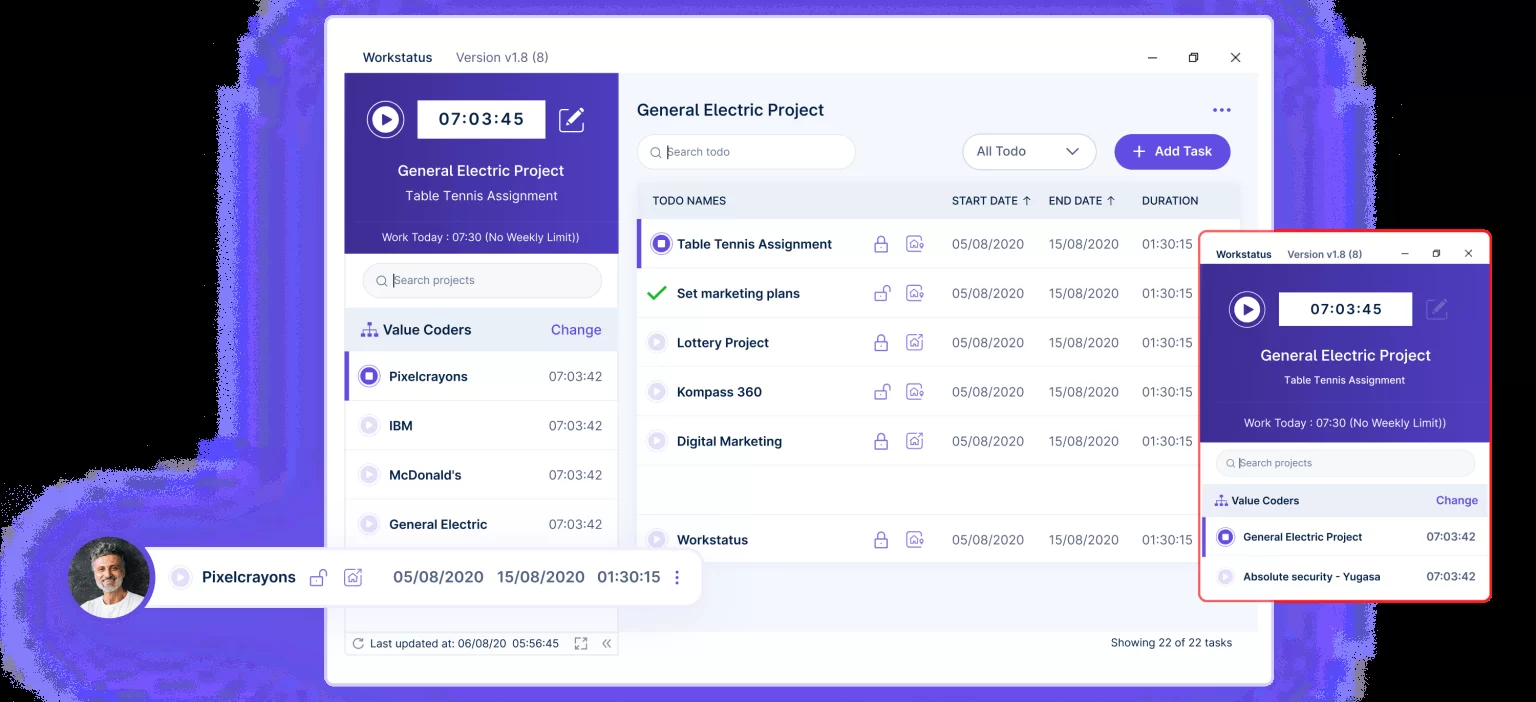 Workstatus Version v1.8 (8)
07:03:45
General Electric Project
Table Tennis Assignment
Work Today : 07:30 (No Weekly Limit))
Search projects
Value Coders Change
Pixelcrayons 07:03:42
IBM 07:03:42
McDonald's 07:03:42
General Electric 07:03:42
Pixelcrayons 05/08/2020 15/08/2020 01:30:15
Last updated at: 06/08/20 05:56:45
General Electric Project
Search todo All Todo + Add Task
TODO NAMES START DATE ↑ END DATE ↑ DURATION
Table Tennis Assignment 05/08/2020 15/08/2020 01:30:15
Set marketing plans 05/08/2020 15/08/2020 01:30:15
Lottery Project 05/08/2020 15/08/2020 01:30:15
Kompass 360 05/08/2020 15/08/2020 01:30:15
Digital Marketing 05/08/2020 15/08/2020 01:30:15
Workstatus 05/08/2020 15/08/2020 01:30:15
Showing 22 of 22 tasks
Workstatus Version v1.8 (8)
07:03:45
General Electric Project
Table Tennis Assignment
Work Today : 07:30 (No Weekly Limit))
Search projects
Value Coders Change
General Electric Project 07:03:42
Absolute security - Yugasa 07:03:42